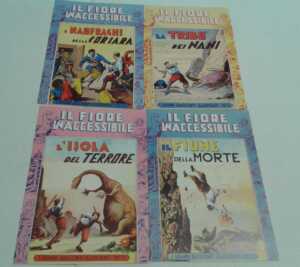 IL FIORE
INACCESSIBILE
I NAUFRAGHI
DELLA CORSARA
IL FIORE
INACCESSIBILE
LA TRIBÙ
DEI NANI
IL FIORE
INACCESSIBILE
L'ISOLA
DEL TERRORE
IL FIORE
INACCESSIBILE
IL FIUME
DELLA MORTE